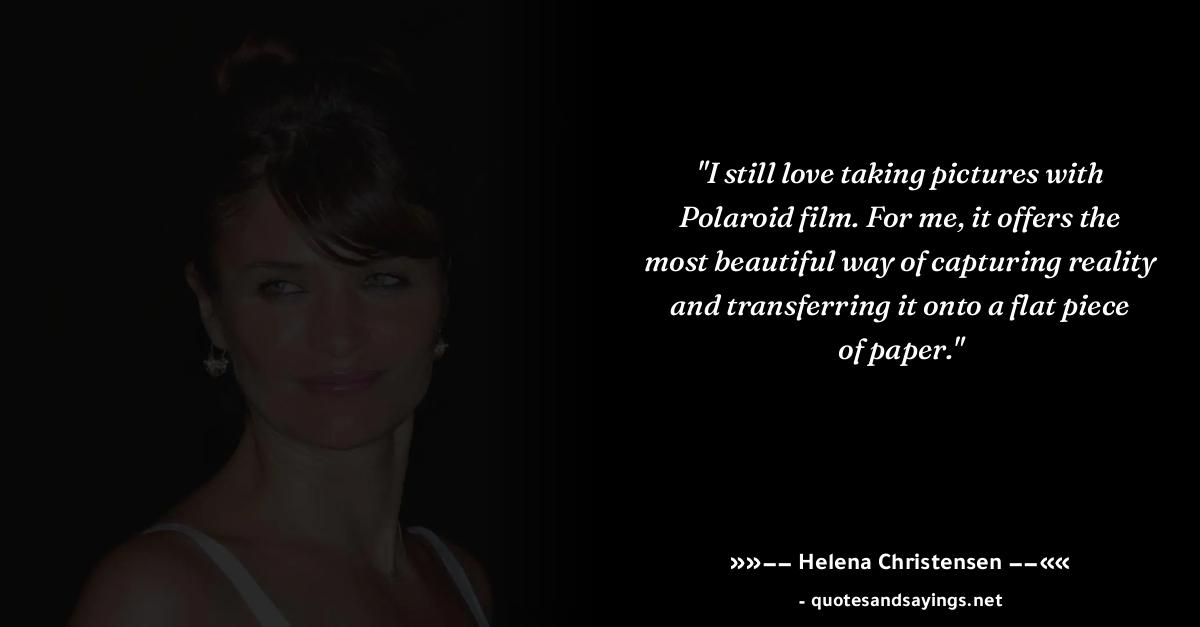 "I still love taking pictures with
Polaroid film. For me, it offers the
most beautiful way of capturing reality
and transferring it onto a flat piece
of paper."
»»−− Helena Christensen −−««
- quotesandsayings.net